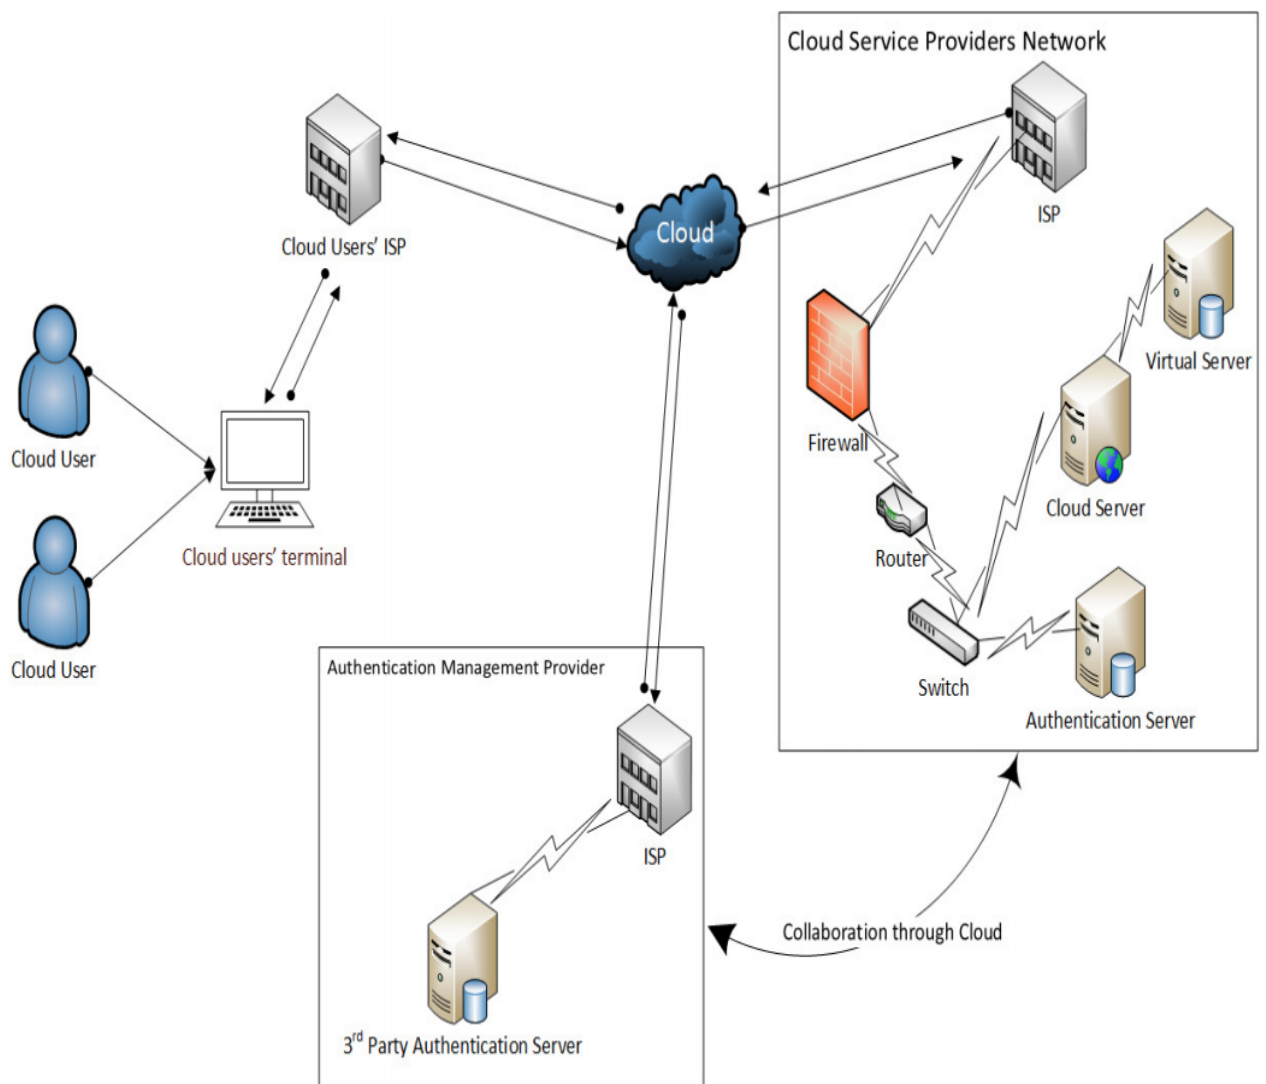 Cloud Service Providers Network
ISP
Cloud Users' ISP
Cloud
Virtual Server
Firewall
Cloud User
Cloud Server
Cloud users' terminal
Router
Cloud User
Switch
Authentication Server
Authentication Management Provider
ISP
Collaboration through Cloud
3rd Party Authentication Server